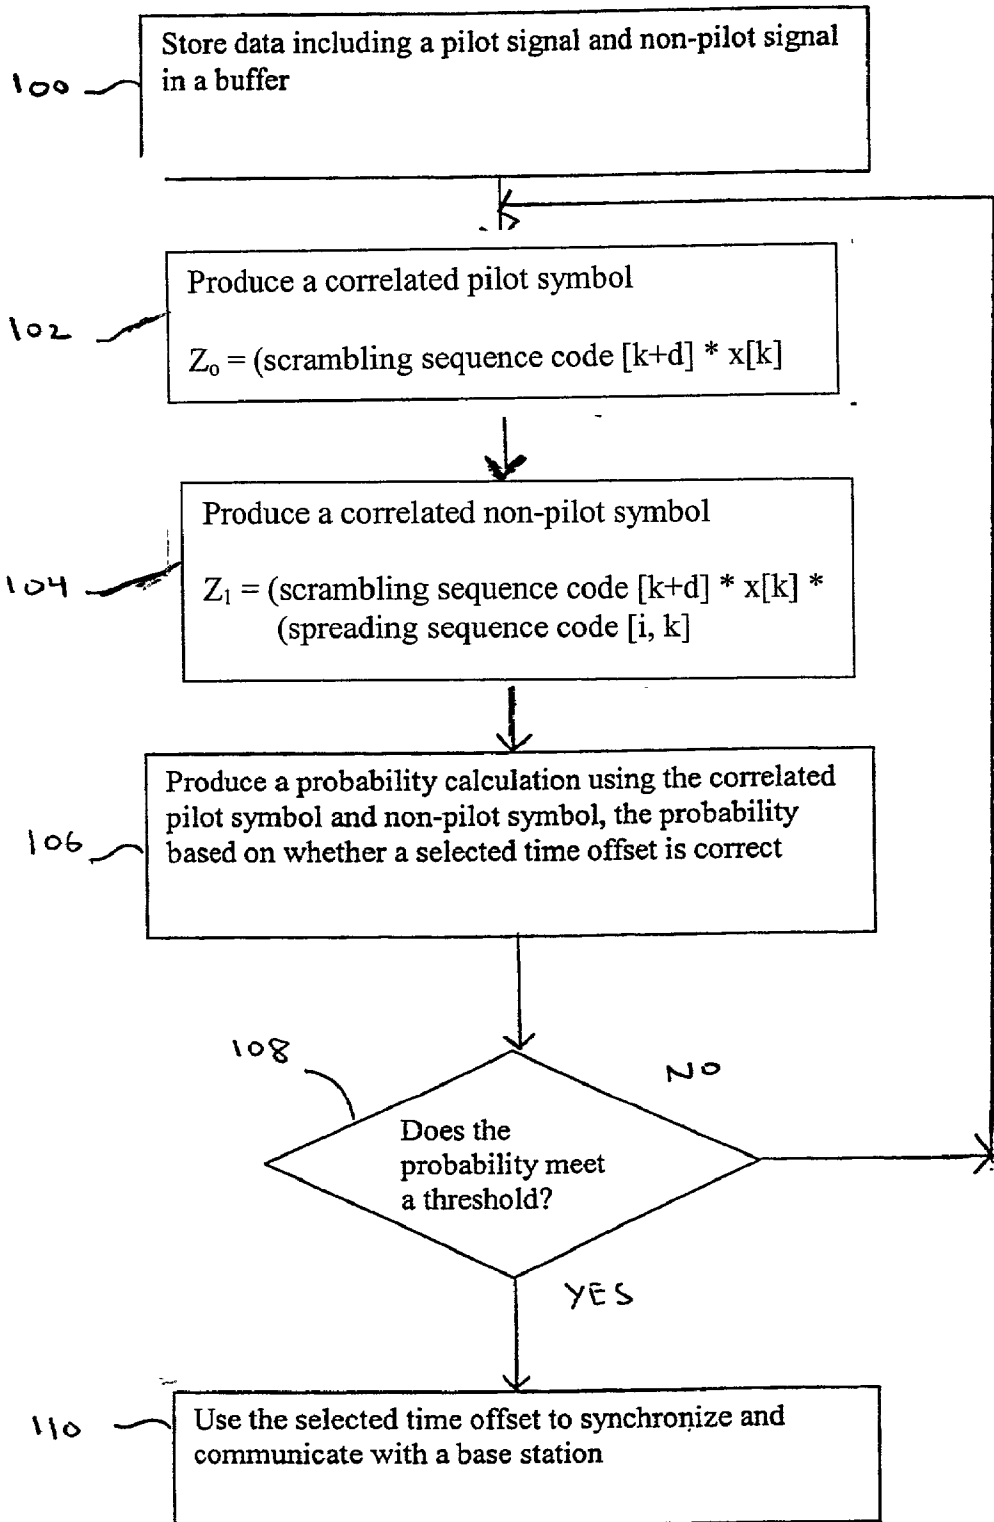 Store data including a pilot signal and non-pilot signal
in a buffer
100
Produce a correlated pilot symbol
102
Zo = (scrambling sequence code [k+d] * x[k]
Produce a correlated non-pilot symbol
104
Z1 = (scrambling sequence code [k+d] * x[k] *
(spreading sequence code [i, k]
Produce a probability calculation using the correlated
pilot symbol and non-pilot symbol, the probability
based on whether a selected time offset is correct
106
108
NO
Does the
probability meet
a threshold?
YES
110
Use the selected time offset to synchronize and
communicate with a base station